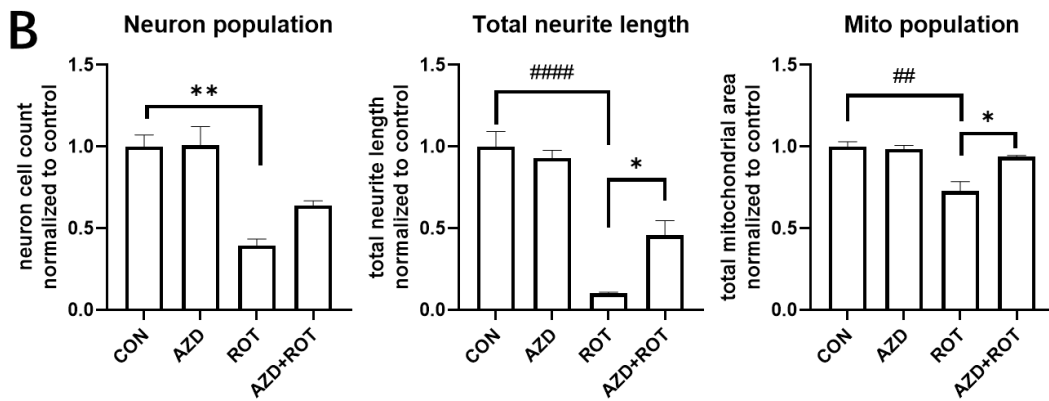 B
Neuron population
neuron cell count
normalized to control
1.5
1.0
0.5
0.0
**
CON
AZD
ROT
AZD+ROT
Total neurite length
total neurite length
normalized to control
1.5
1.0
0.5
0.0
####
*
CON
AZD
ROT
AZD+ROT
Mito population
total mitochondrial area
normalized to control
1.5
1.0
0.5
0.0
##
*
CON
AZD
ROT
AZD+ROT